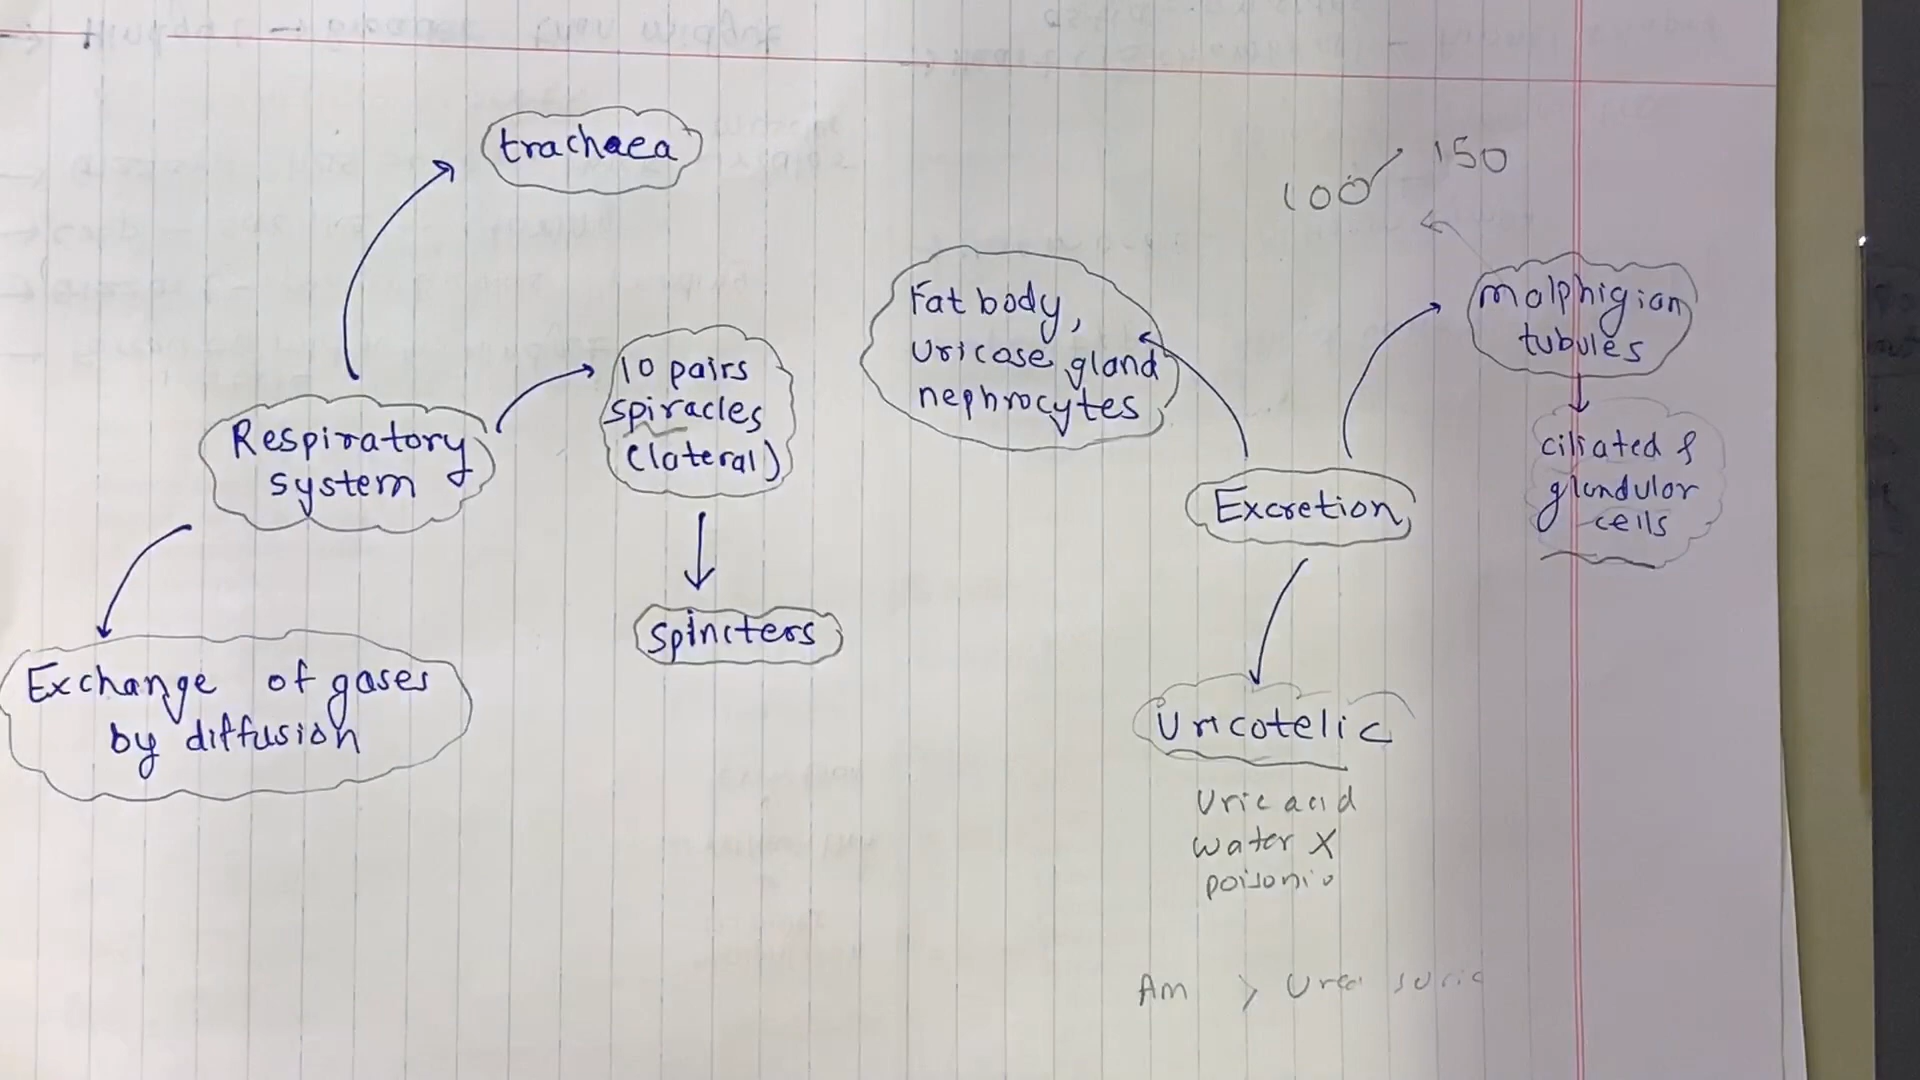 trachaea
10 pairs
spiracles
(lateral)
Respiratory
system
spincters
Exchange of gases
by diffusion
100
150
Fat body,
uricose gland
nephrocytes
malphigian
tubules
ciliated &
glandular
cells
Excretion
Uricotelic
Uric acid
water X
Am > Urea